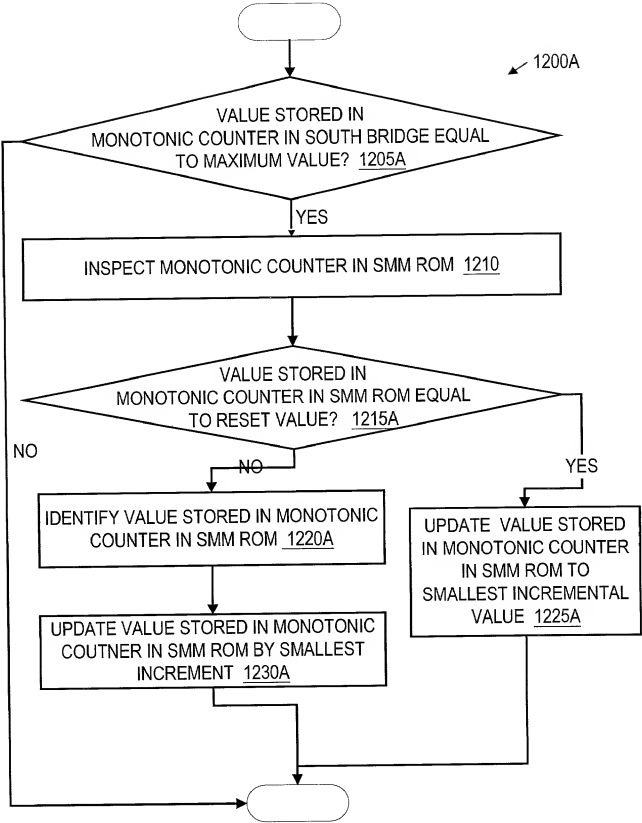 1200A
VALUE STORED IN
MONOTONIC COUNTER IN SOUTH BRIDGE EQUAL
TO MAXIMUM VALUE? 1205A
YES
INSPECT MONOTONIC COUNTER IN SMM ROM 1210
VALUE STORED IN
MONOTONIC COUNTER IN SMM ROM EQUAL
TO RESET VALUE? 1215A
NO
NO
YES
IDENTIFY VALUE STORED IN MONOTONIC
COUNTER IN SMM ROM 1220A
UPDATE VALUE STORED
IN MONOTONIC COUNTER
IN SMM ROM TO
SMALLEST INCREMENTAL
VALUE 1225A
UPDATE VALUE STORED IN MONOTONIC
COUTNER IN SMM ROM BY SMALLEST
INCREMENT 1230A